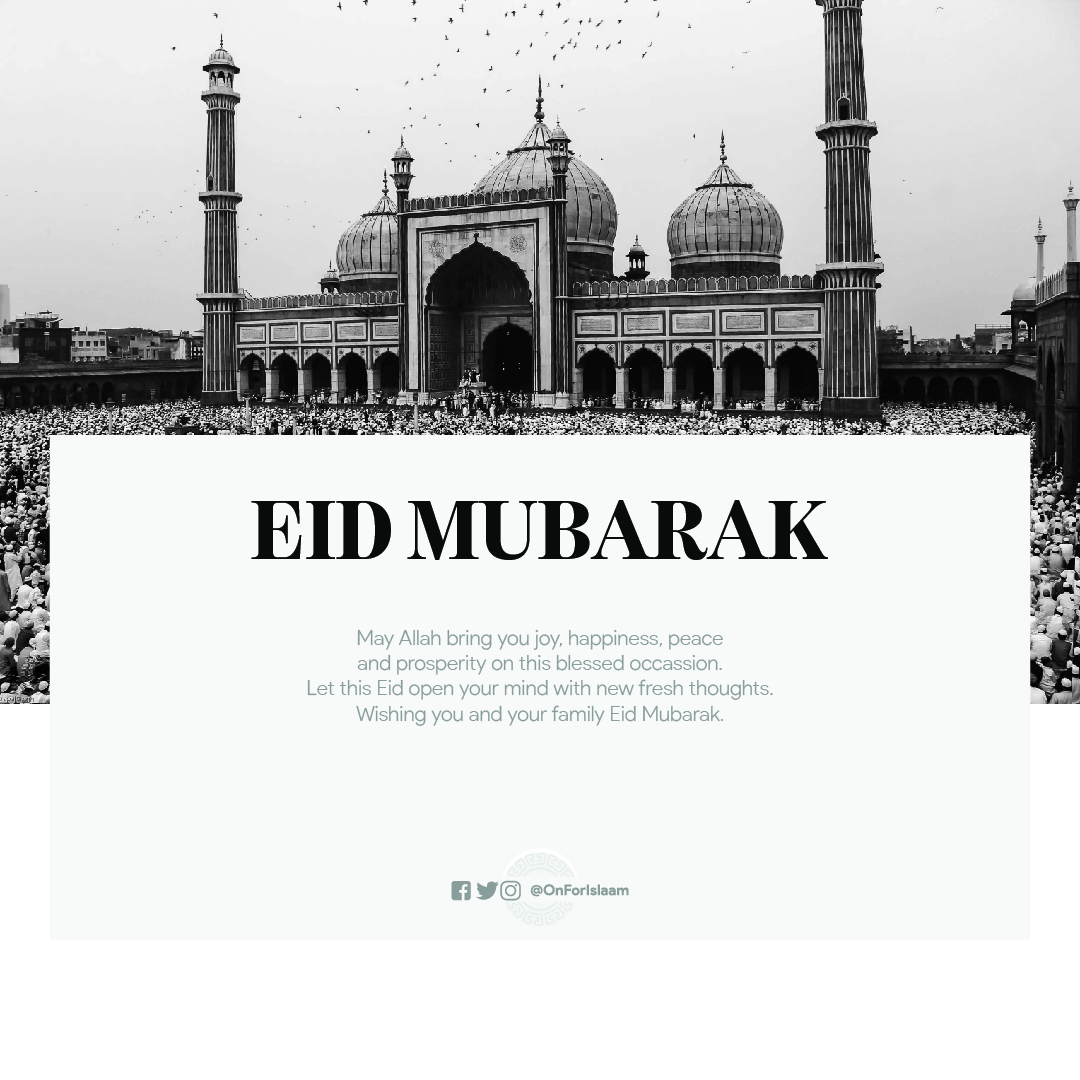 EID MUBARAK
May Allah bring you joy, happiness, peace
and prosperity on this blessed occassion.
Let this Eid open your mind with new fresh thoughts.
Wishing you and your family Eid Mubarak.
@OnForIslaam